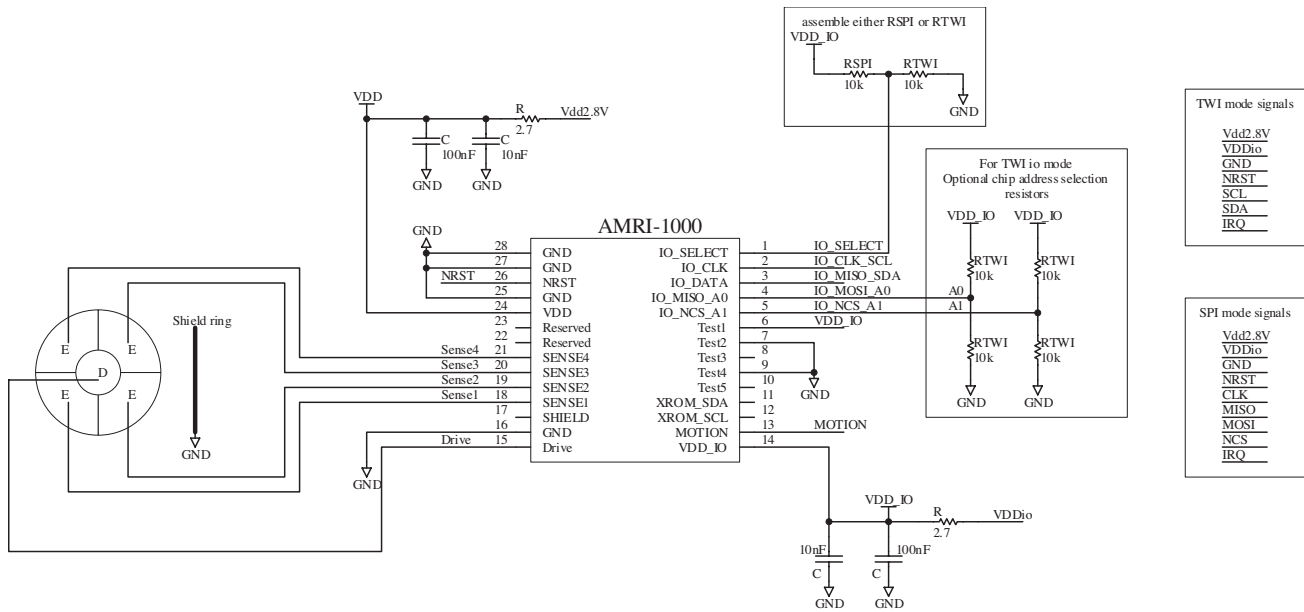 assemble either RSPI or RTWI
VDD_IO
RSPI
10k
RTWI
10k
GND
VDD
R
2.7
Vdd2.8V
C
100nF
C
10nF
GND
GND
TWI mode signals
Vdd2.8V
VDDio
GND
NRST
SCL
SDA
IRQ
For TWI io mode
Optional chip address selection
resistors
VDD_IO
VDD_IO
RTWI
10k
RTWI
10k
RTWI
10k
RTWI
10k
GND
GND
A0
A1
SPI mode signals
Vdd2.8V
VDDio
GND
NRST
CLK
MISO
MOSI
NCS
IRQ
AMRI-1000
GND
28 GND IO_SELECT 1 IO_SELECT
27 GND IO_CLK 2 IO_CLK_SCL
NRST 26 NRST IO_DATA 3 IO_MISO_SDA
25 GND IO_MISO_A0 4 IO_MOSI_A0
24 VDD IO_NCS_A1 5 IO_NCS_A1
23 Reserved Test1 6 VDD_IO
22 Reserved Test2 7
Sense4 21 SENSE4 Test3 8
Sense3 20 SENSE3 Test4 9
Sense2 19 SENSE2 Test5 10
Sense1 18 SENSE1 XROM_SDA 11
17 SHIELD XROM_SCL 12
16 GND MOTION 13 MOTION
Drive 15 Drive VDD_IO 14
GND
GND
Shield ring
GND
E
E
D
E
E
VDD_IO
R
2.7
VDDio
10nF
C
100nF
C
GND
GND